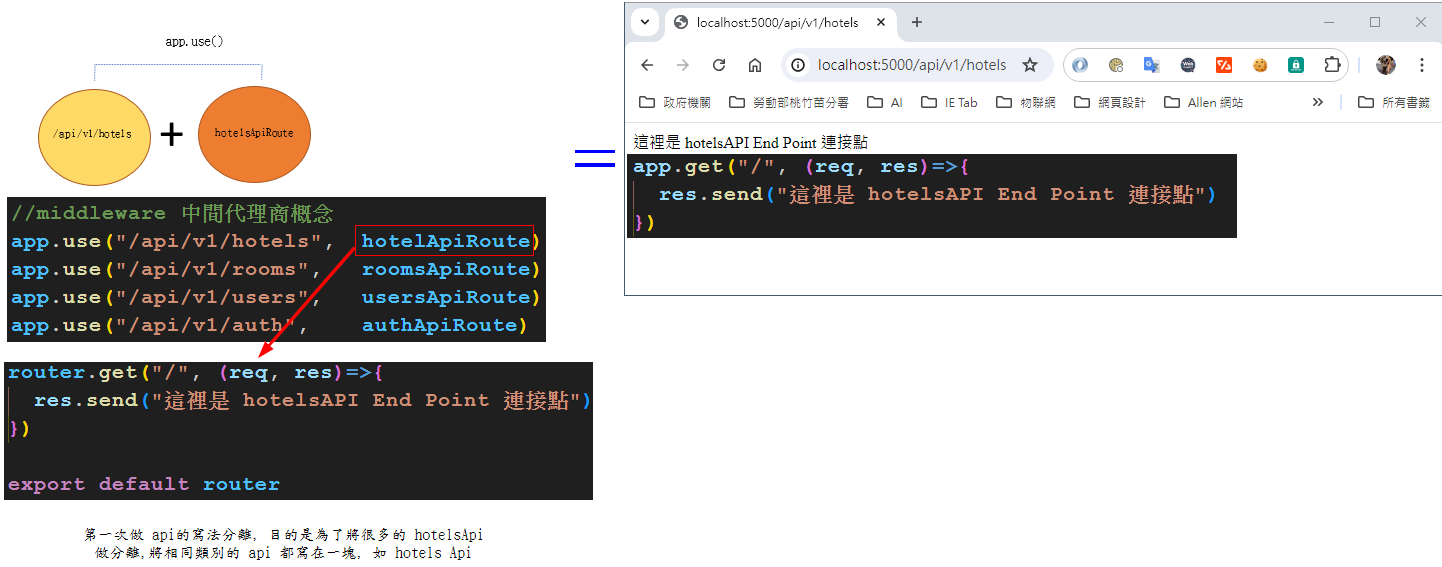 app.use()
/api/v1/hotels
+
hotelsApiRoute
//middleware 中間代理商概念
app.use("/api/v1/hotels", hotelApiRoute)
app.use("/api/v1/rooms", roomsApiRoute)
app.use("/api/v1/users", usersApiRoute)
app.use("/api/v1/auth", authApiRoute)
router.get("/", (req, res)=>{
res.send("這裡是 hotelsAPI End Point 連接點")
})
export default router
第一次做 api的寫法分離, 目的是為了將很多的 hotelsApi
做分離,將相同類別的 api 都寫在一塊, 如 hotels Api
=
localhost:5000/api/v1/hotels
localhost:5000/api/v1/hotels
政府機關 勞動部桃竹苗分署 AI IE Tab 物聯網 網頁設計 Allen 網站 » 所有書籤
這裡是 hotelsAPI End Point 連接點
app.get("/", (req, res)=>{
res.send("這裡是 hotelsAPI End Point 連接點")
})